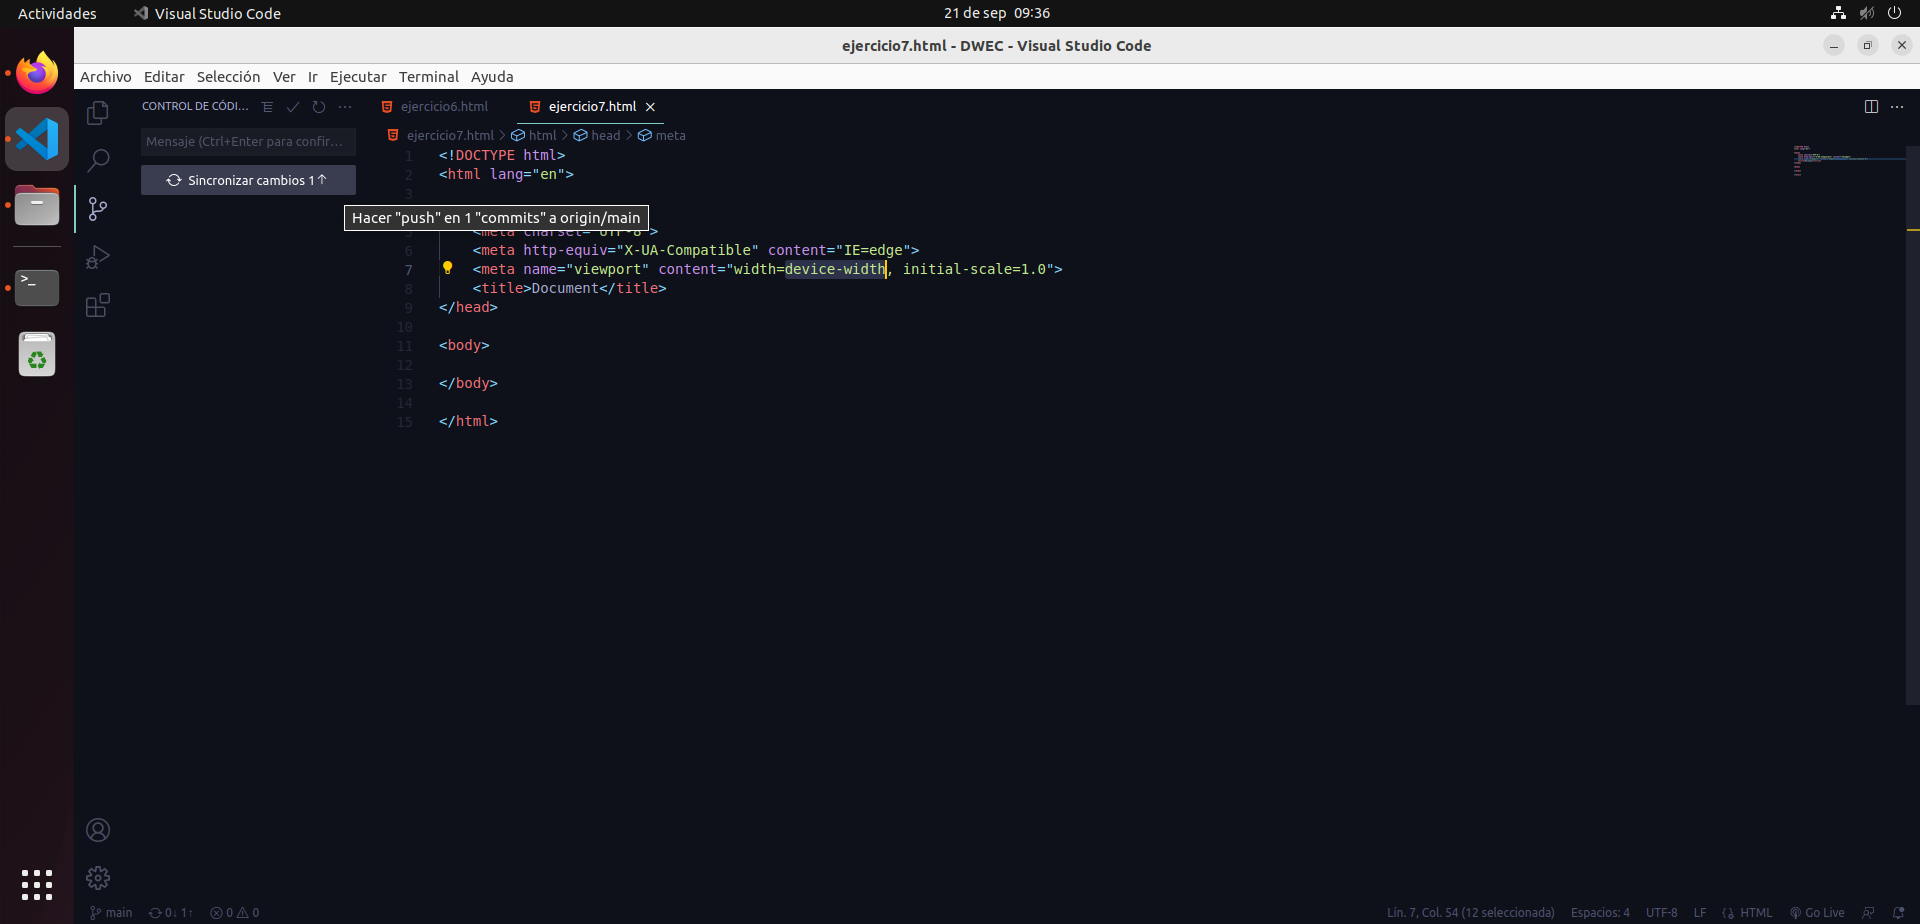 Actividades
Visual Studio Code
21 de sep 09:36
ejercicio7.html - DWEC - Visual Studio Code
Archivo Editar Selección Ver Ir Ejecutar Terminal Ayuda
CONTROL DE CÓDI...
ejercicio6.html
ejercicio7.html
Mensaje (Ctrl+Enter para confir...
Sincronizar cambios 1↑
ejercicio7.html > html > head > meta
1 <!DOCTYPE html>
2 <html lang="en">
3
Hacer "push" en 1 "commits" a origin/main
5 <meta charset="UTF-8">
6 <meta http-equiv="X-UA-Compatible" content="IE=edge">
7 <meta name="viewport" content="width=device-width, initial-scale=1.0">
8 <title>Document</title>
9 </head>
10
11 <body>
12
13 </body>
14
15 </html>
main 0↓ 1↑ 0 0
Lín. 7, Col. 54 (12 seleccionada) Espacios: 4 UTF-8 LF HTML Go Live